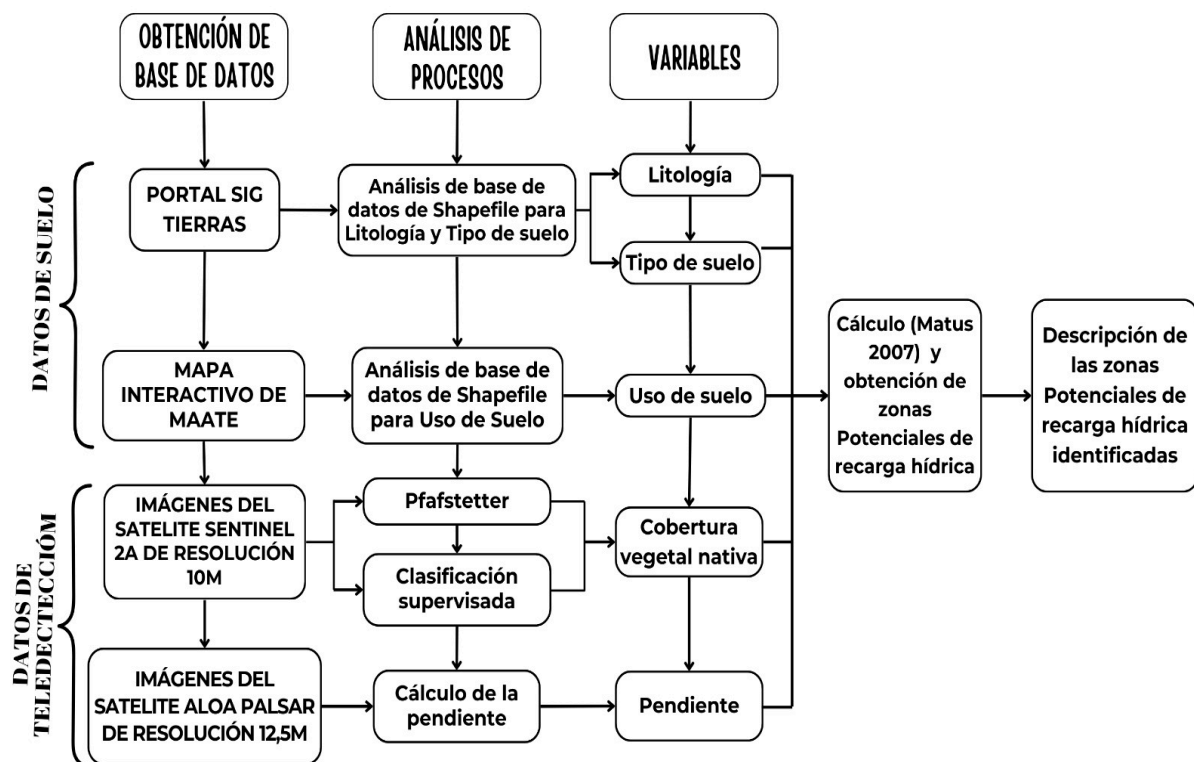 OBTENCIÓN DE
BASE DE DATOS
ANÁLISIS DE
PROCESOS
VARIABLES
DATOS DE SUELO
PORTAL SIG
TIERRAS
Análisis de base de
datos de Shapefile para
Litología y Tipo de suelo
Litología
Tipo de suelo
MAPA
INTERACTIVO DE
MAATE
Análisis de base de
datos de Shapefile
para Uso de Suelo
Uso de suelo
Cálculo (Matus
2007) y
obtención de
zonas
Potenciales de
recarga hídrica
Descripción de
las zonas
Potenciales de
recarga hídrica
identificadas
DATOS DE
TELEDECTECCIÓM
IMÁGENES DEL
SATELITE SENTINEL
2A DE RESOLUCIÓN
10M
Pfafstetter
Clasificación
supervisada
Cobertura
vegetal nativa
IMÁGENES DEL
SATELITE ALOA PALSAR
DE RESOLUCIÓN 12,5M
Cálculo de la
pendiente
Pendiente